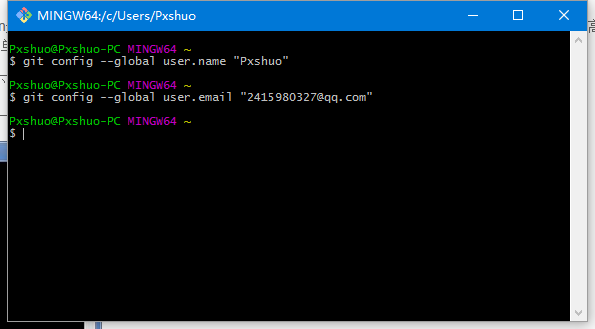 MINGW64:/c/Users/Pxshuo
Pxshuo@Pxshuo-PC MINGW64 ~
$ git config --global user.name "Pxshuo"
Pxshuo@Pxshuo-PC MINGW64 ~
$ git config --global user.email "2415980327@qq.com"
Pxshuo@Pxshuo-PC MINGW64 ~
$